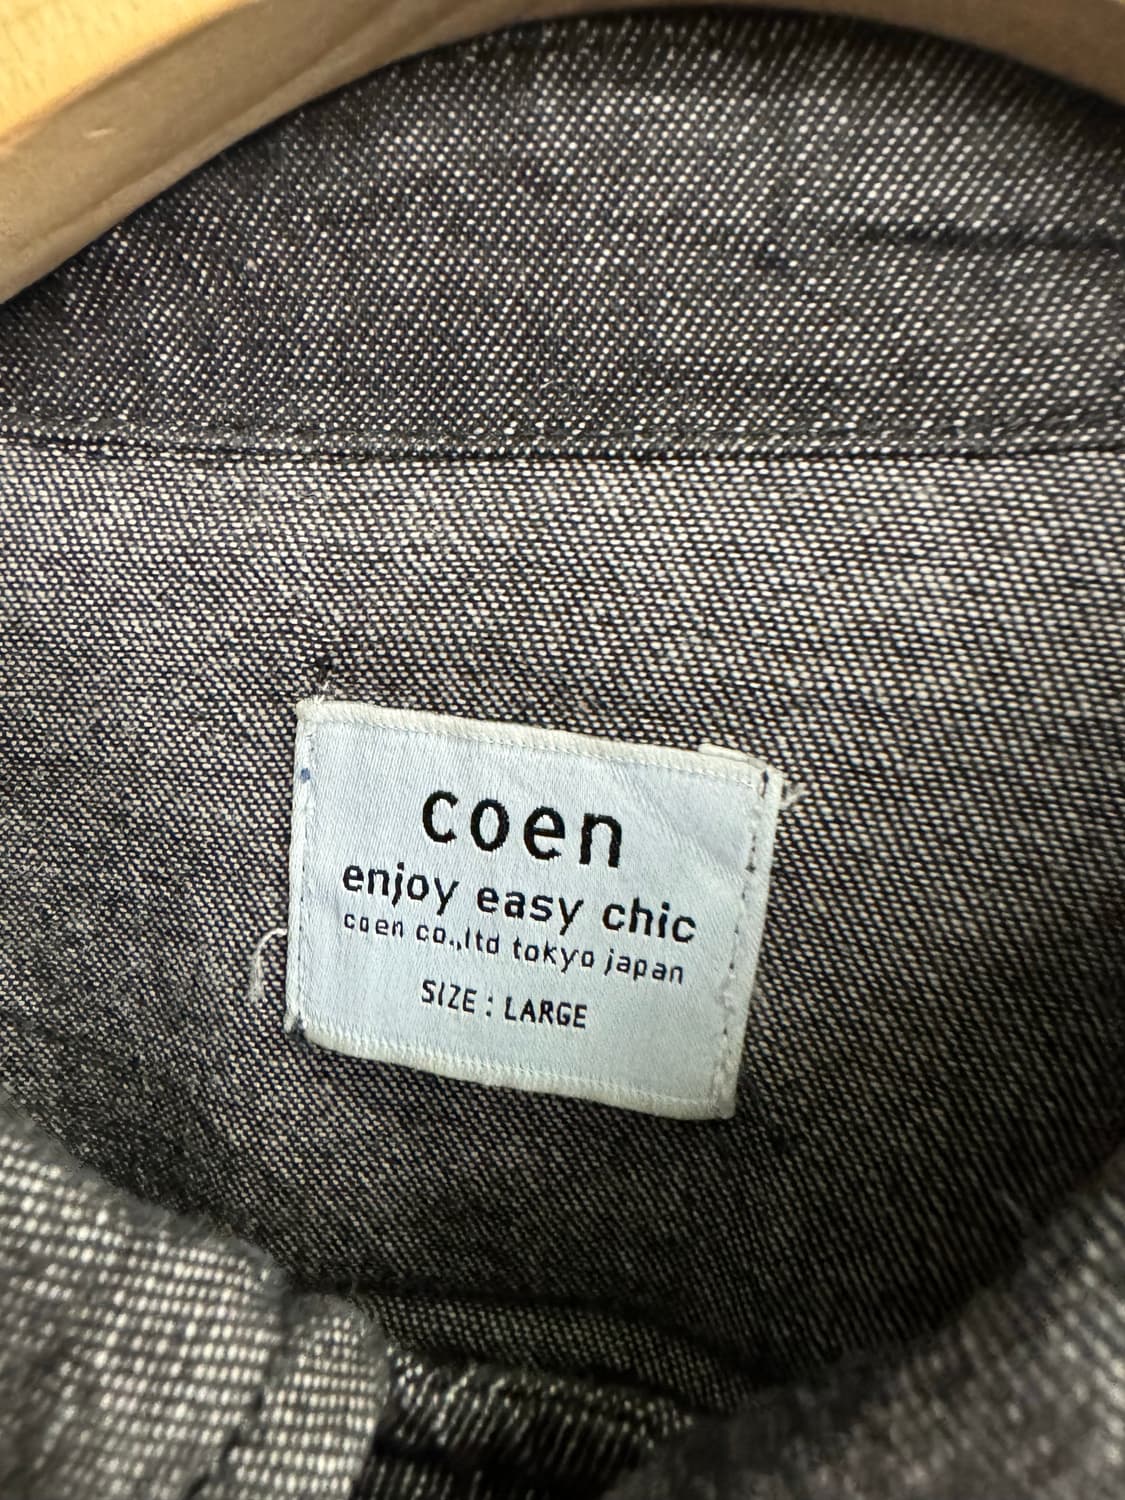 coen
enjoy easy chic
coen co.,ltd tokyo japan
SIZE : LARGE